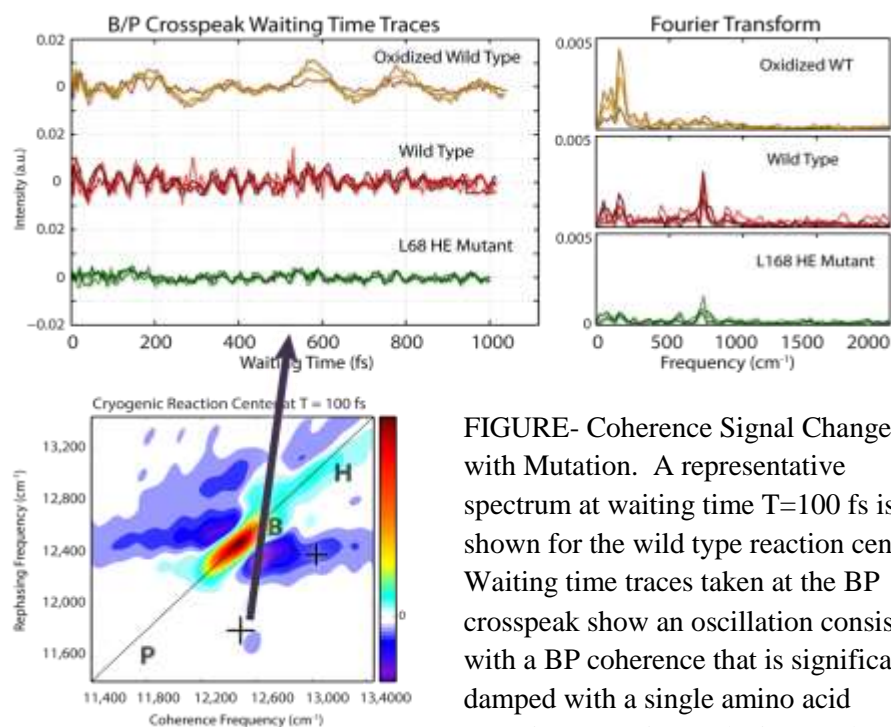 B/P Crosspeak Waiting Time Traces
Fourier Transform
0.02
Oxidized Wild Type
0
0.02
Wild Type
0
0.02
L68 HE Mutant
0
−0.02
Intensity (a.u.)
0 200 400 600 800 1000
Waiting Time (fs)
0.005
Oxidized WT
0.005
Wild Type
0
0.005
L168 HE Mutant
0
0 500 1000 1500 2000
Frequency (cm⁻¹)
Cryogenic Reaction Center at T = 100 fs
13,200
12,800
12,400
12,000
11,600
Rephasing Frequency (cm⁻¹)
H
B
P
0
11,400 11,800 12,200 12,600 13,000 13,4000
Coherence Frequency (cm⁻¹)
FIGURE- Coherence Signal Change
with Mutation. A representative
spectrum at waiting time T=100 fs is
shown for the wild type reaction cen
Waiting time traces taken at the BP
crosspeak show an oscillation consis
with a BP coherence that is significa
damped with a single amino acid